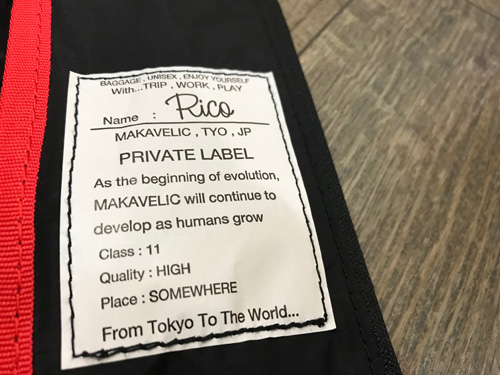 BAGGAGE , UNISEX , ENJOY YOURSELF
With...TRIP , WORK , PLAY
Name : Rico
MAKAVELIC , TYO , JP
PRIVATE LABEL
As the beginning of evolution,
MAKAVELIC will continue to
develop as humans grow
Class : 11
Quality : HIGH
Place : SOMEWHERE
From Tokyo To The World...